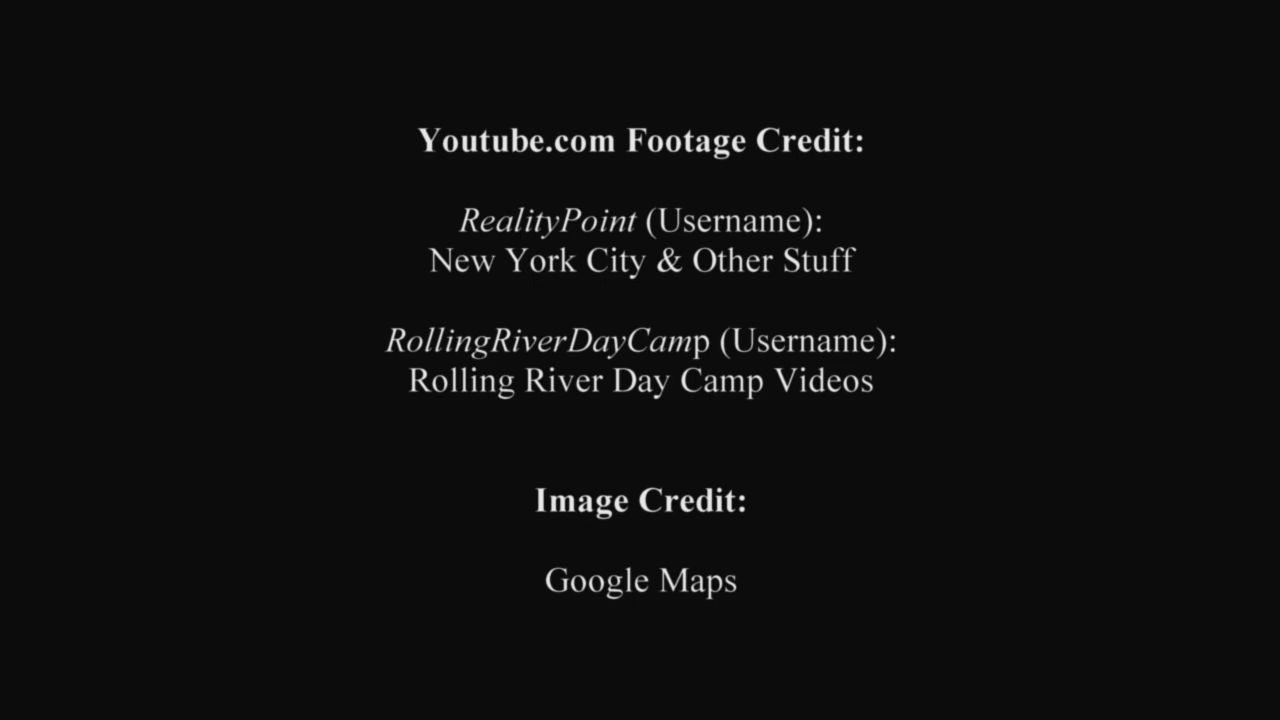 Youtube.com Footage Credit:
RealityPoint (Username):
New York City & Other Stuff
RollingRiverDayCamp (Username):
Rolling River Day Camp Videos
Image Credit:
Google Maps